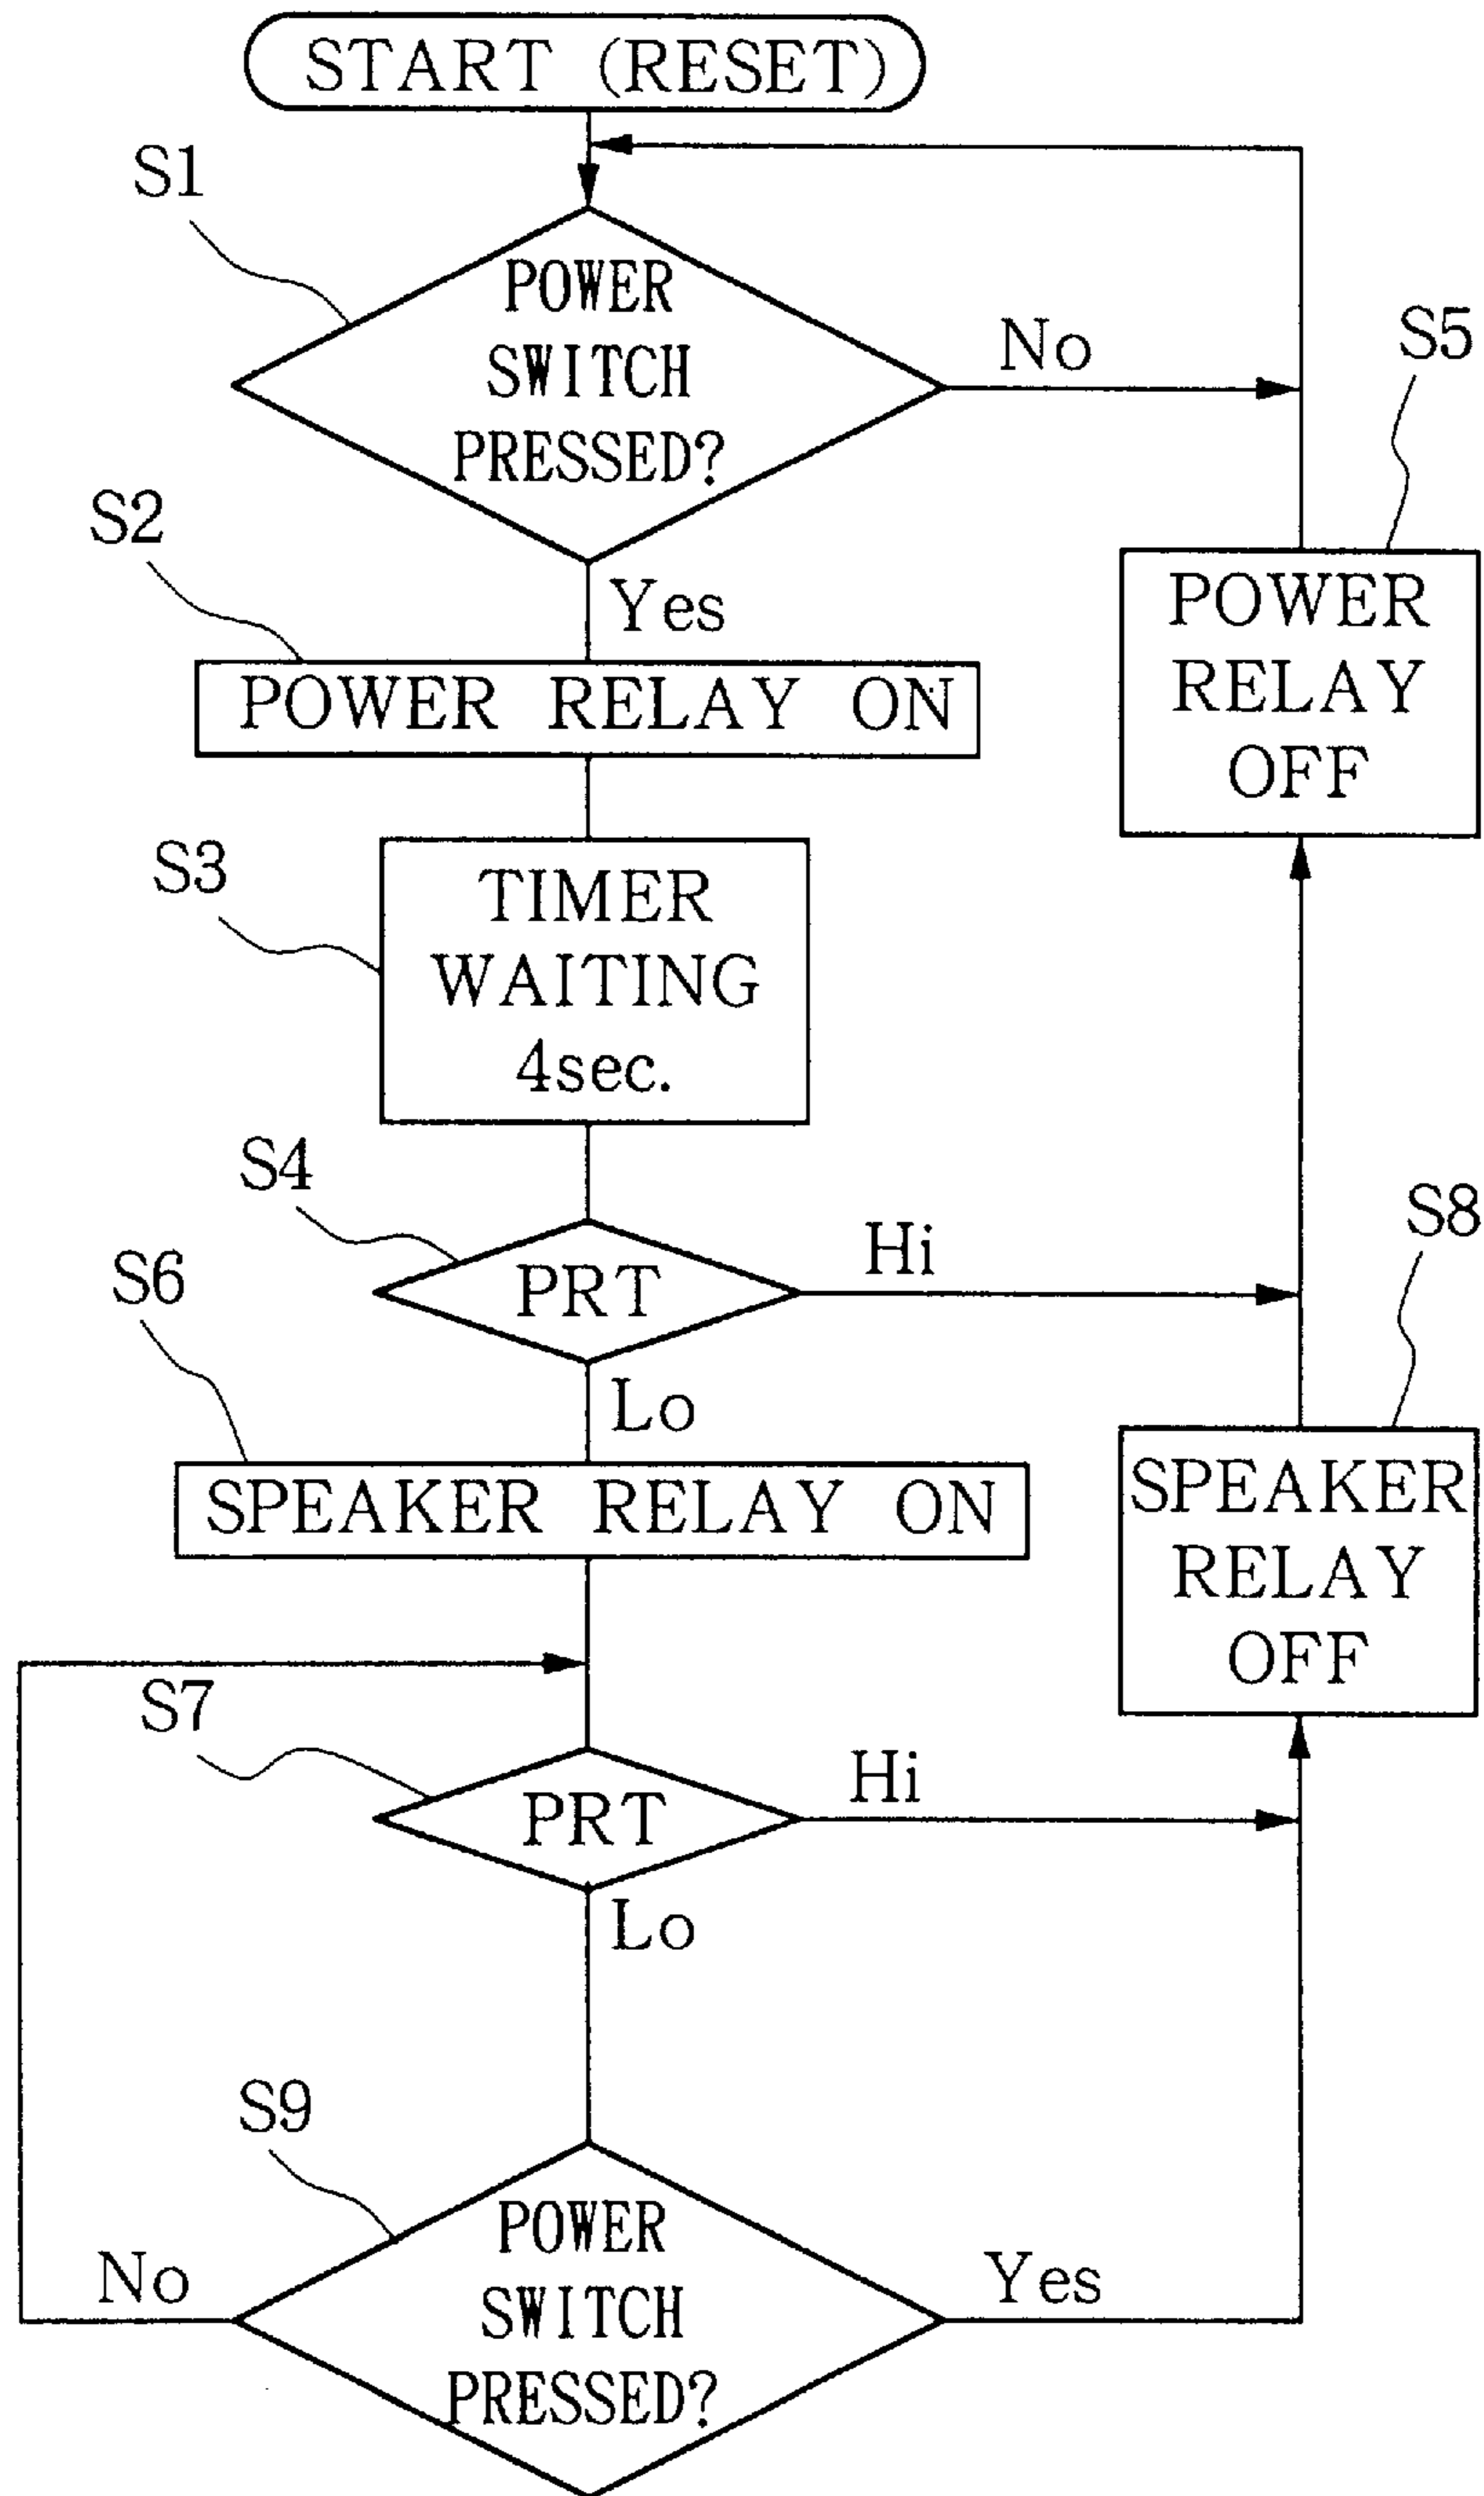 START (RESET)
S1
POWER
SWITCH
PRESSED?
No
S5
S2
Yes
POWER RELAY ON
POWER
RELAY
OFF
S3
TIMER
WAITING
4sec.
S4
PRT
Hi
S8
S6
Lo
SPEAKER RELAY ON
SPEAKER
RELAY
OFF
S7
PRT
Hi
Lo
S9
POWER
SWITCH
PRESSED?
No
Yes